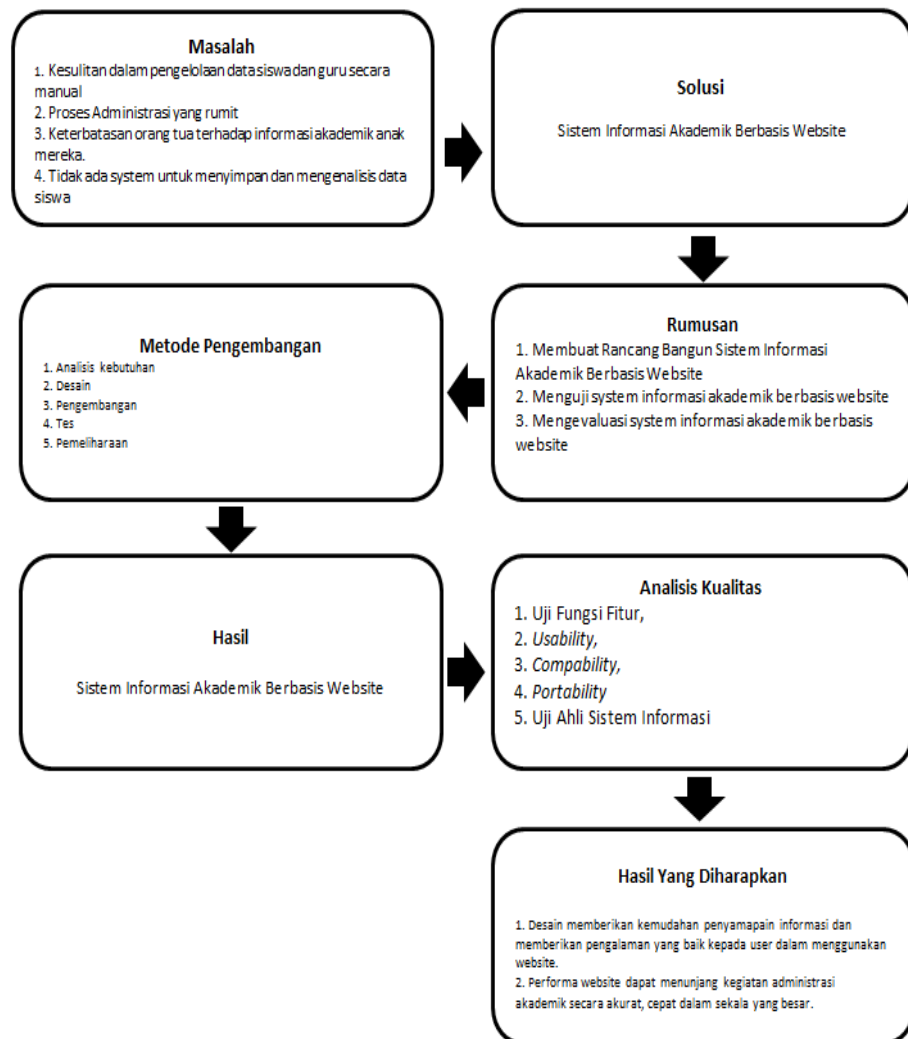 Masalah
1. Kesulitan dalam pengelolaan data siswa dan guru secara
manual
2. Proses Administrasi yang rumit
3. Keterbatasan orang tua terhadap informasi akademik anak
mereka.
4. Tidak ada system untuk menyimpan dan mengenalisis data
siswa
Solusi
Sistem Informasi Akademik Berbasis Website
Rumusan
1. Membuat Rancang Bangun Sistem Informasi
Akademik Berbasis Website
2. Menguji system informasi akademik berbasis website
3. Mengevaluasi system informasi akademik berbasis
website
Metode Pengembangan
1. Analisis kebutuhan
2. Desain
3. Pengembangan
4. Tes
5. Pemeliharaan
Hasil
Sistem Informasi Akademik Berbasis Website
Analisis Kualitas
1. Uji Fungsi Fitur,
2. Usability,
3. Compability,
4. Portability
5. Uji Ahli Sistem Informasi
Hasil Yang Diharapkan
1. Desain memberikan kemudahan penyamapain informasi dan
memberikan pengalaman yang baik kepada user dalam menggunakan
website.
2. Performa website dapat menunjang kegiatan administrasi
akademik secara akurat, cepat dalam sekala yang besar.